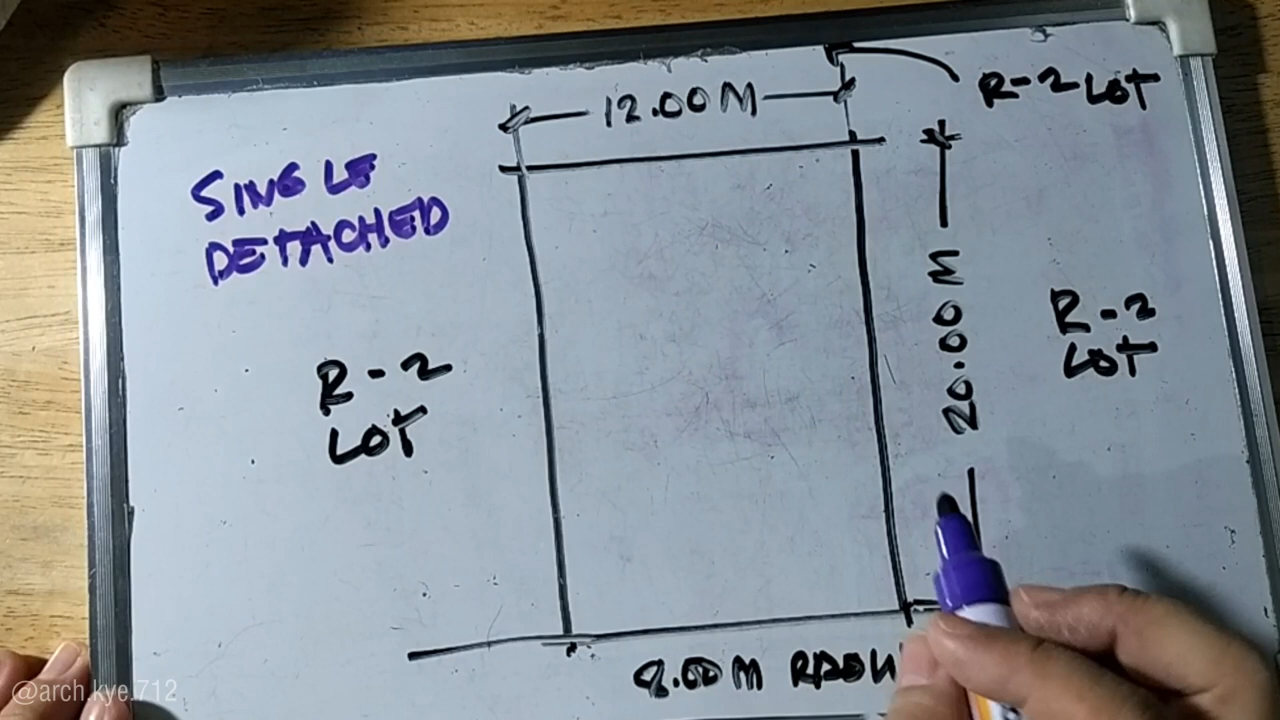 12.00 M
R-2 LOT
SINGLE
DETACHED
20.00 M
R-2
LOT
R-2
LOT
8.00 M
@arch.kye.712